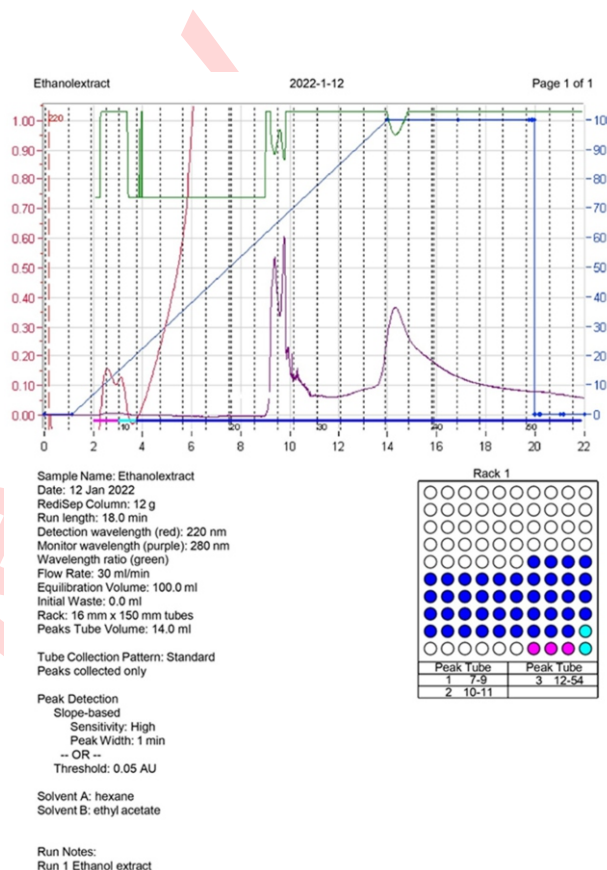 Ethanolextract 2022-1-12 Page 1 of 1
220
1.00
0.90
0.80
0.70
0.60
0.50
0.40
0.30
0.20
0.10
0.00
100
90
80
70
60
50
40
30
20
10
0
10 20 30 40 50
0 2 4 6 8 10 12 14 16 18 20 22
Sample Name: Ethanolextract
Date: 12 Jan 2022
RediSep Column: 12 g
Run length: 18.0 min
Detection wavelength (red): 220 nm
Monitor wavelength (purple): 280 nm
Wavelength ratio (green)
Flow Rate: 30 ml/min
Equilibration Volume: 100.0 ml
Initial Waste: 0.0 ml
Rack: 16 mm x 150 mm tubes
Peaks Tube Volume: 14.0 ml
Tube Collection Pattern: Standard
Peaks collected only
Peak Detection
Slope-based
Sensitivity: High
Peak Width: 1 min
-- OR --
Threshold: 0.05 AU
Solvent A: hexane
Solvent B: ethyl acetate
Run Notes:
Run 1 Ethanol extract
Rack 1
Peak Tube Peak Tube
1 7-9 3 12-54
2 10-11